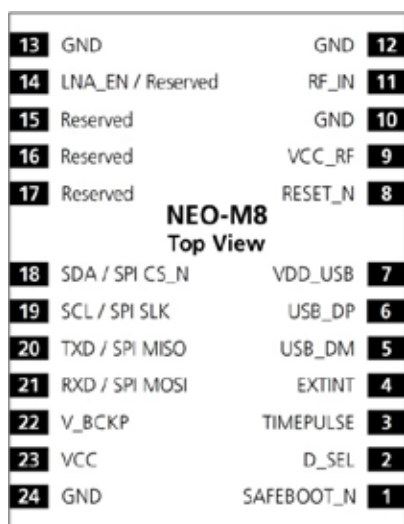 13 GND GND 12
14 LNA_EN / Reserved RF_IN 11
15 Reserved GND 10
16 Reserved VCC_RF 9
17 Reserved RESET_N 8
NEO-M8
Top View
18 SDA / SPI CS_N VDD_USB 7
19 SCL / SPI SLK USB_DP 6
20 TXD / SPI MISO USB_DM 5
21 RXD / SPI MOSI EXTINT 4
22 V_BCKP TIMEPULSE 3
23 VCC D_SEL 2
24 GND SAFEBOOT_N 1